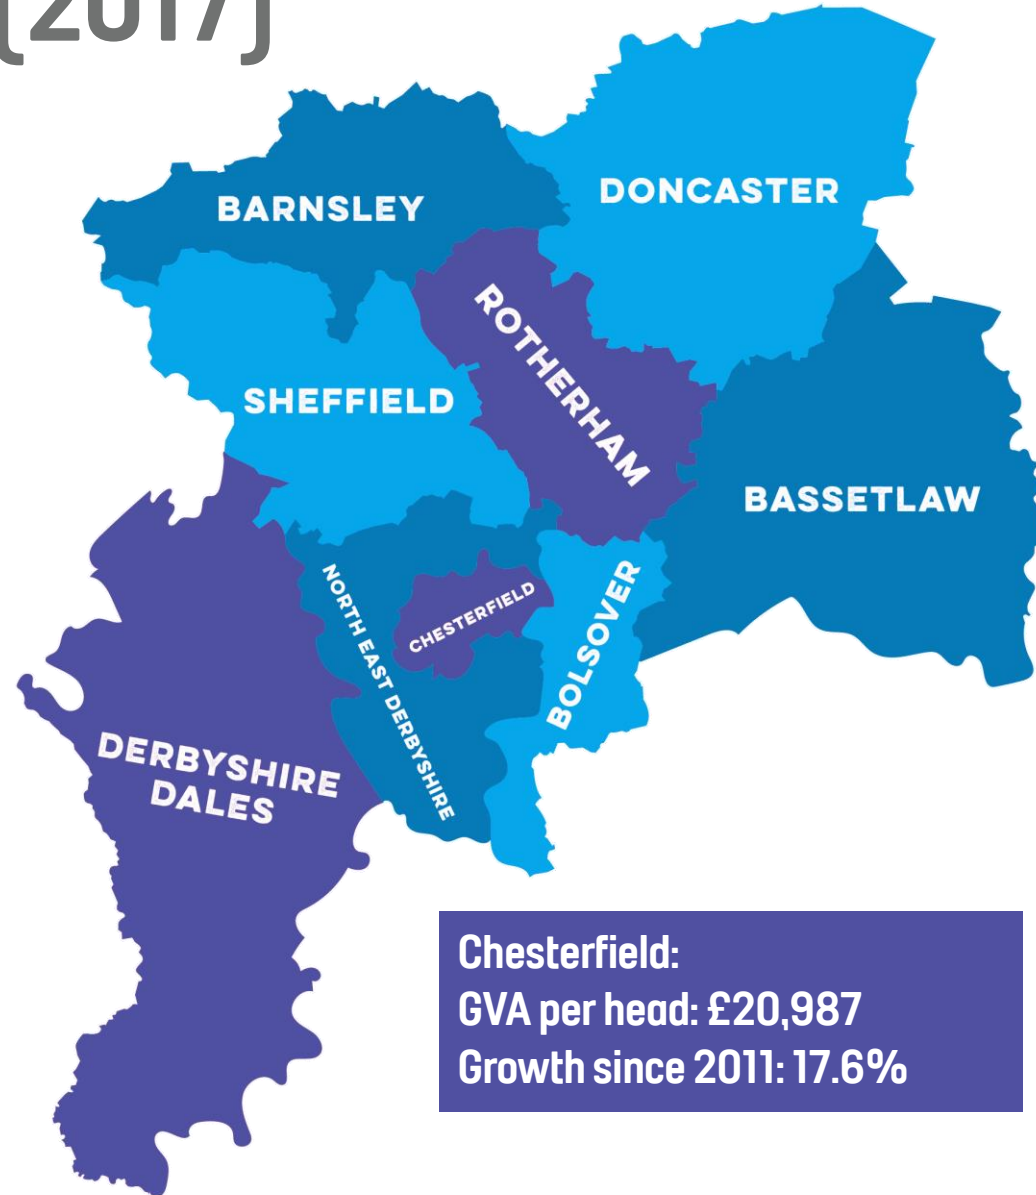 (2017)
BARNSLEY
DONCASTER
ROTHERHAM
SHEFFIELD
BASSETLAW
NORTH EAST DERBYSHIRE
CHESTERFIELD
BOLSOVER
DERBYSHIRE
DALES
Chesterfield:
GVA per head: £20,987
Growth since 2011: 17.6%